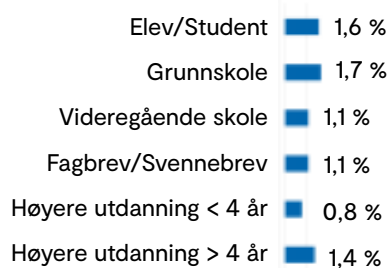 Elev/Student 1,6 %
Grunnskole 1,7 %
Videregående skole 1,1 %
Fagbrev/Svennebrev 1,1 %
Høyere utdanning < 4 år 0,8 %
Høyere utdanning > 4 år 1,4 %